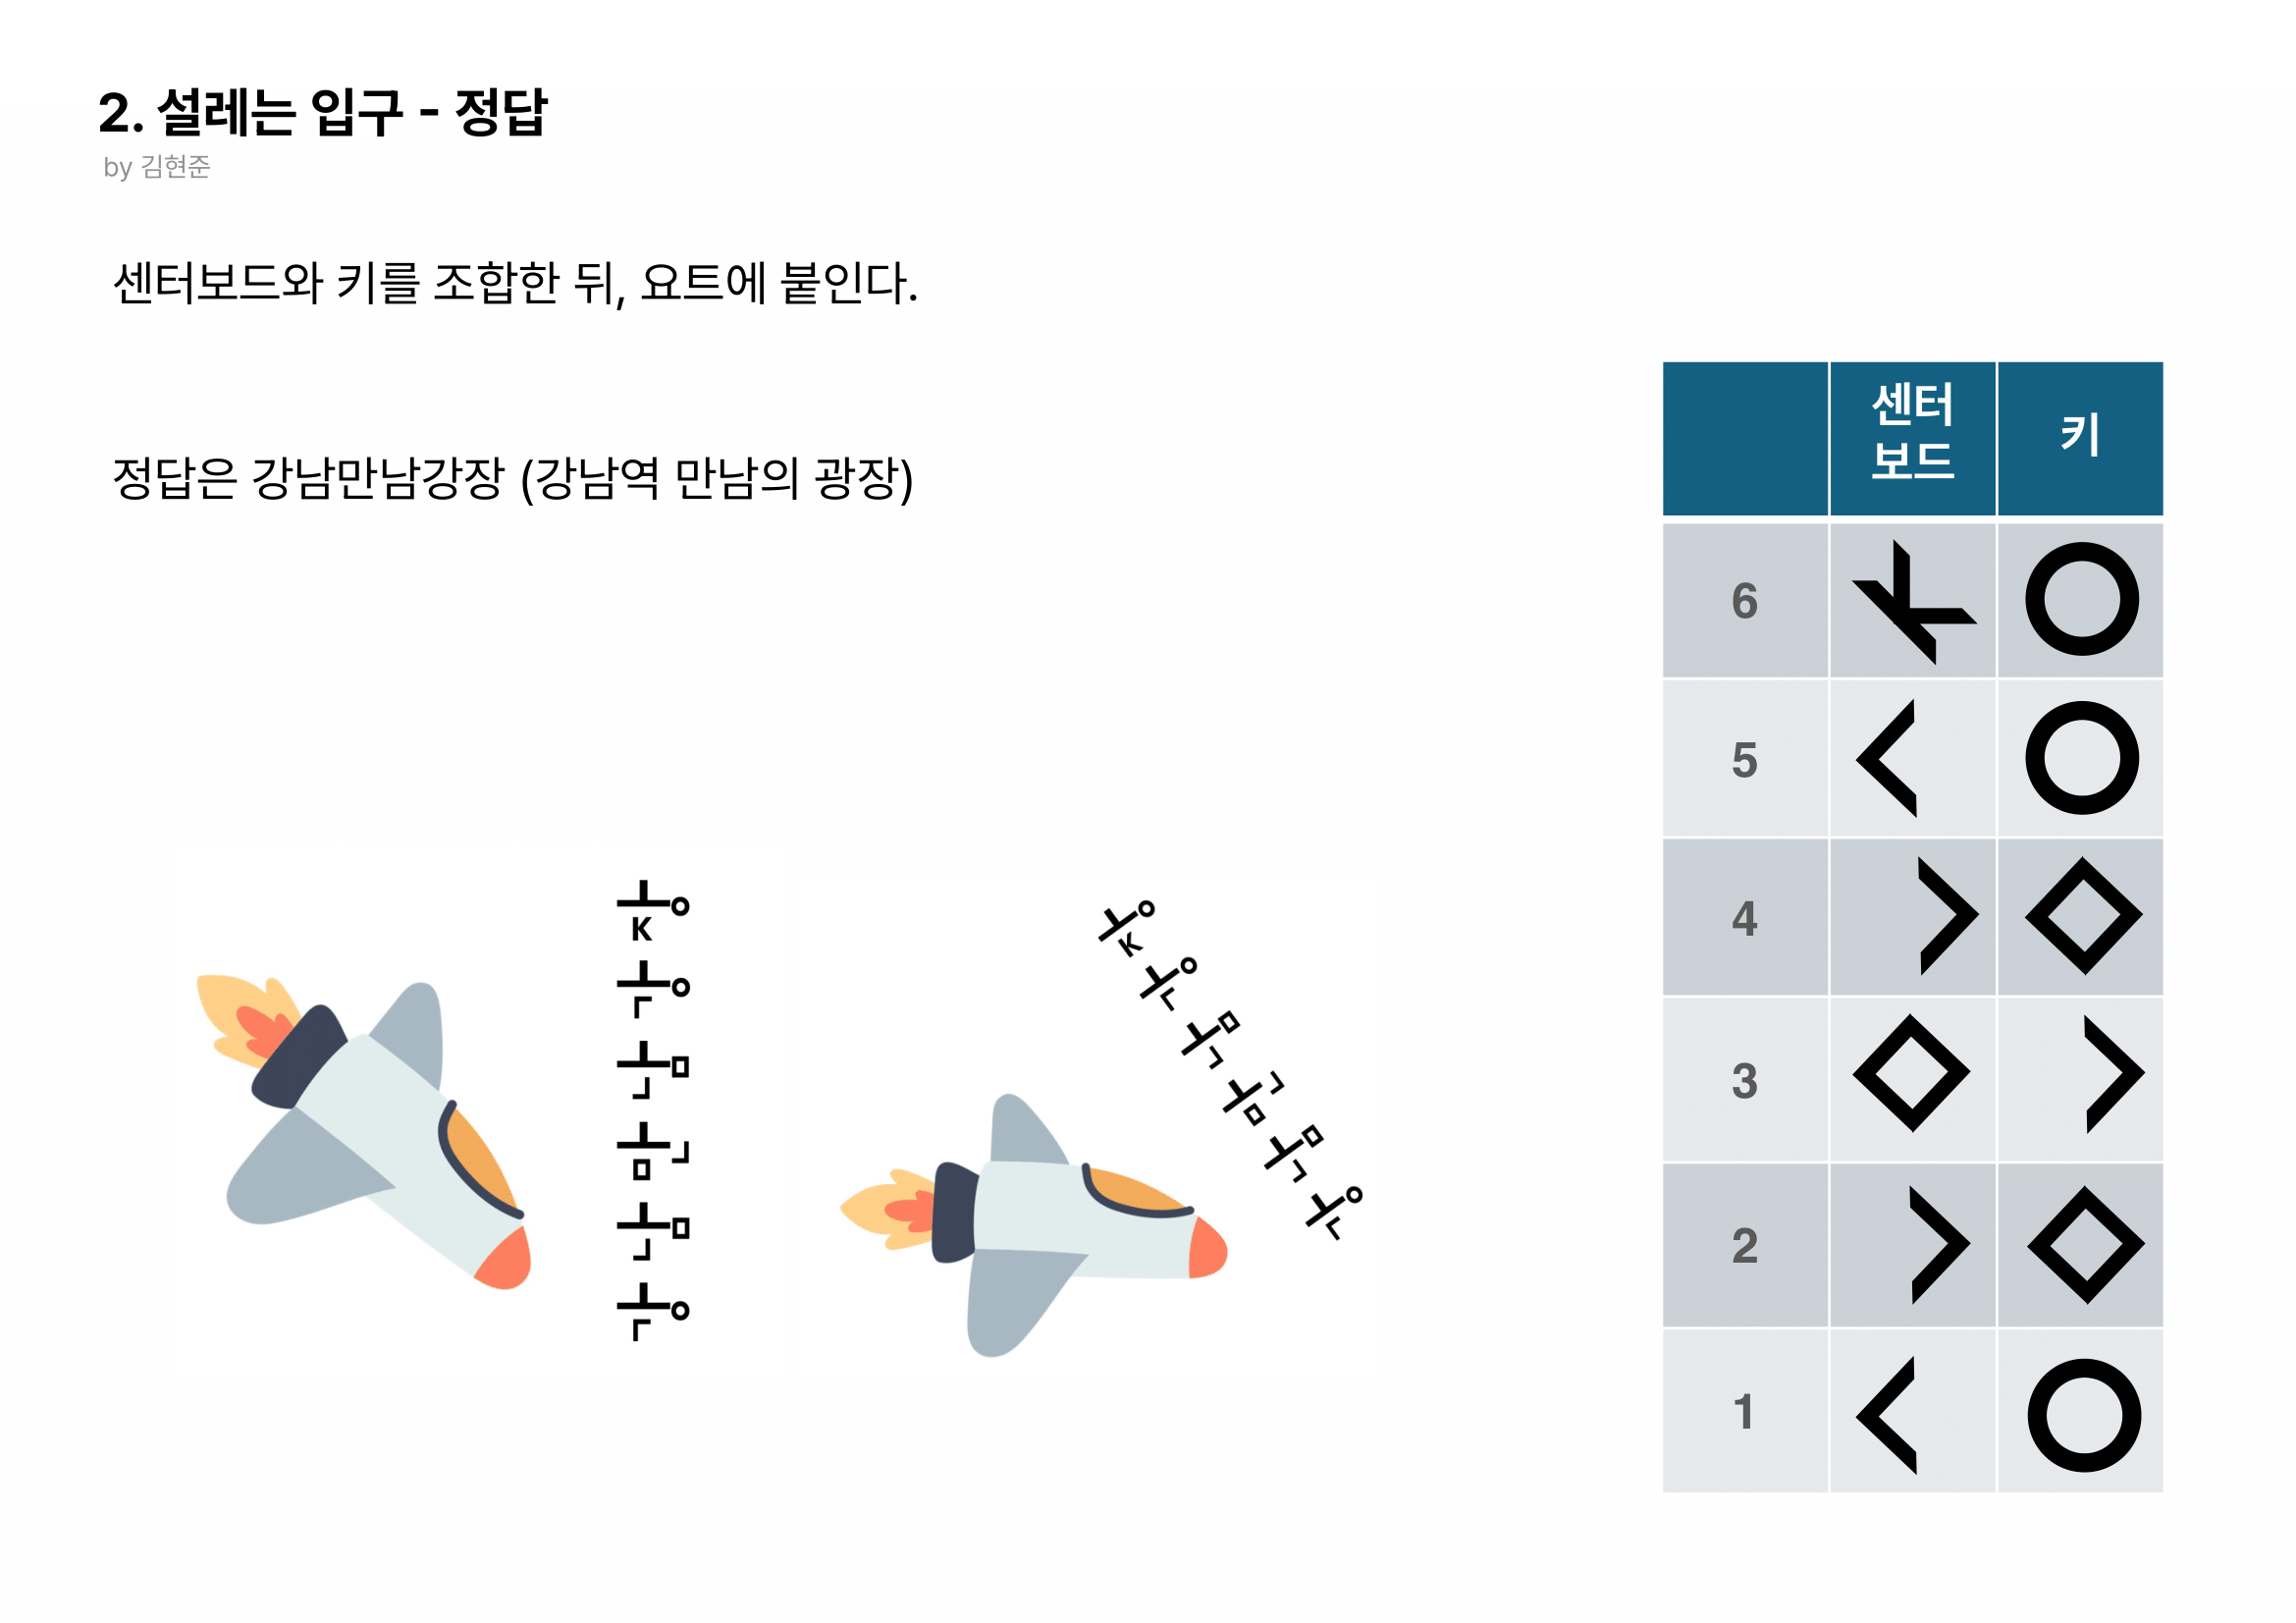 2. 설레는 입구 - 정답
by 김현준
센터보드와 키를 조합한 뒤, 요트에 붙인다.
정답은 강남만남강장 (강남역 만남의 광장)
센터
보드
키
6
5
4
3
2
1